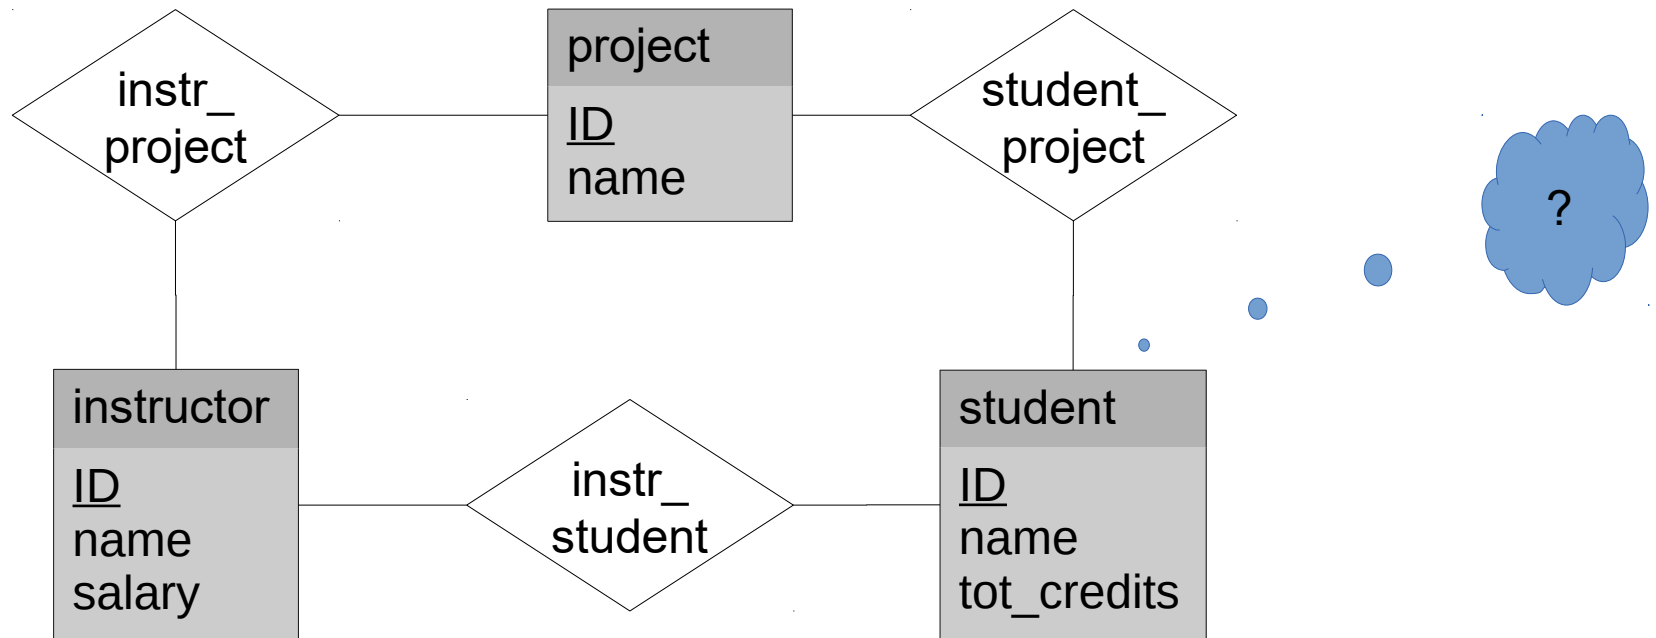 instr_
project
project
ID
name
student_
project
?
instructor
ID
name
salary
instr_
student
student
ID
name
tot_credits